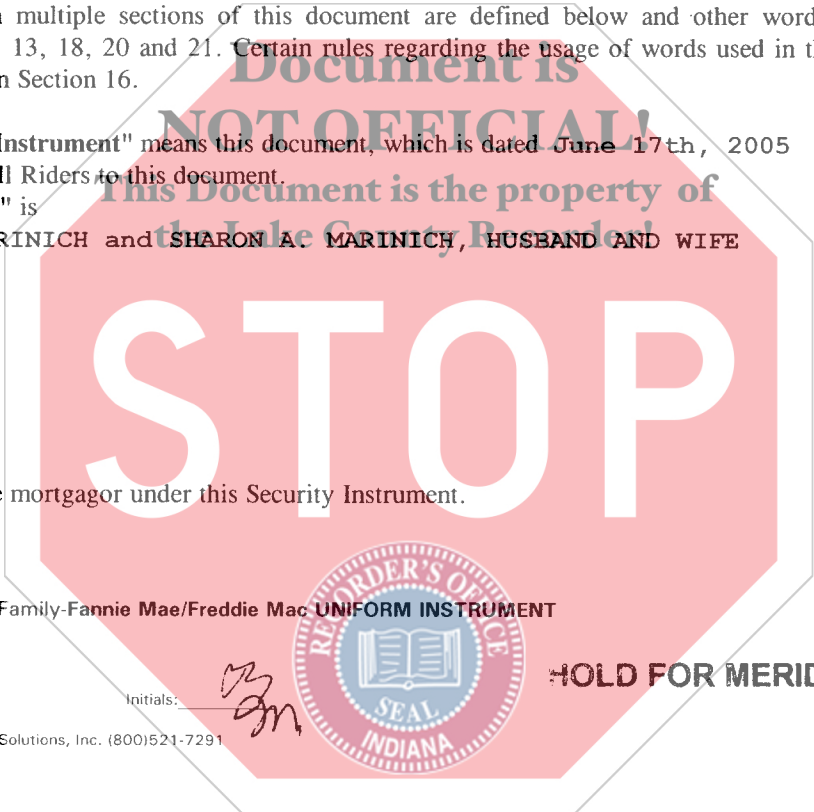 multiple sections of this document are defined below and other word
13, 18, 20 and 21. Certain rules regarding the usage of words used in t
n Section 16.
Document is
NOT OFFICIAL!
This Document is the property of
the Lake County Recorder!
Instrument" means this document, which is dated June 17th, 2005
ll Riders to this document.
" is
RINICH and SHARON A. MARINICH, HUSBAND AND WIFE
STOP
e mortgagor under this Security Instrument.
Family-Fannie Mae/Freddie Mac UNIFORM INSTRUMENT
RECORDER'S OFFICE
SEAL
INDIANA
HOLD FOR MERID
Initials:
Solutions, Inc. (800)521-7291